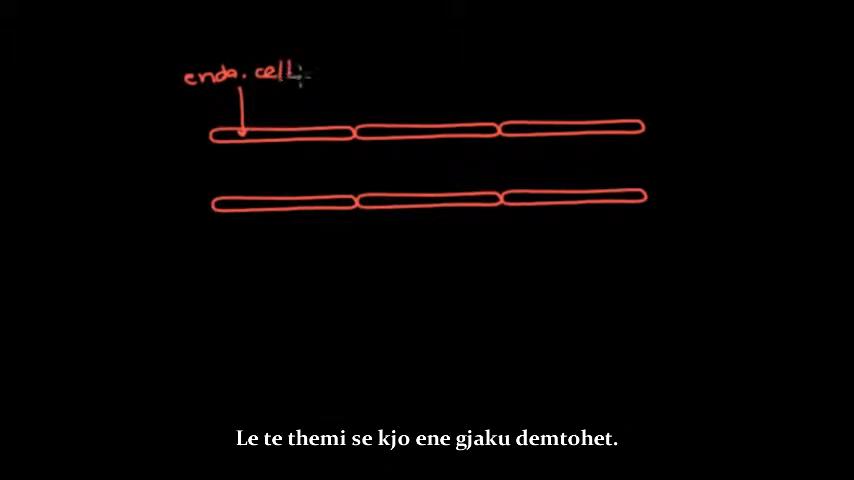 endo. cell
Le te themi se kjo ene gjaku demtohet.